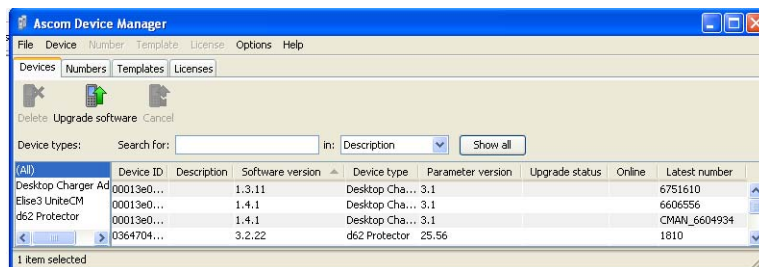 Ascom Device Manager
File Device Number Template License Options Help
Devices Numbers Templates Licenses
Delete Upgrade software Cancel
Device types: Search for: in: Description Show all
(All)
Desktop Charger Ad
Elise3 UniteCM
d62 Protector
Device ID Description Software version Device type Parameter version Upgrade status Online Latest number
00013e0... 1.3.11 Desktop Cha... 3.1 6751610
00013e0... 1.4.1 Desktop Cha... 3.1 6606556
00013e0... 1.4.1 Desktop Cha... 3.1 CMAN_6604934
0364704... 3.2.22 d62 Protector 25.56 1810
1 item selected